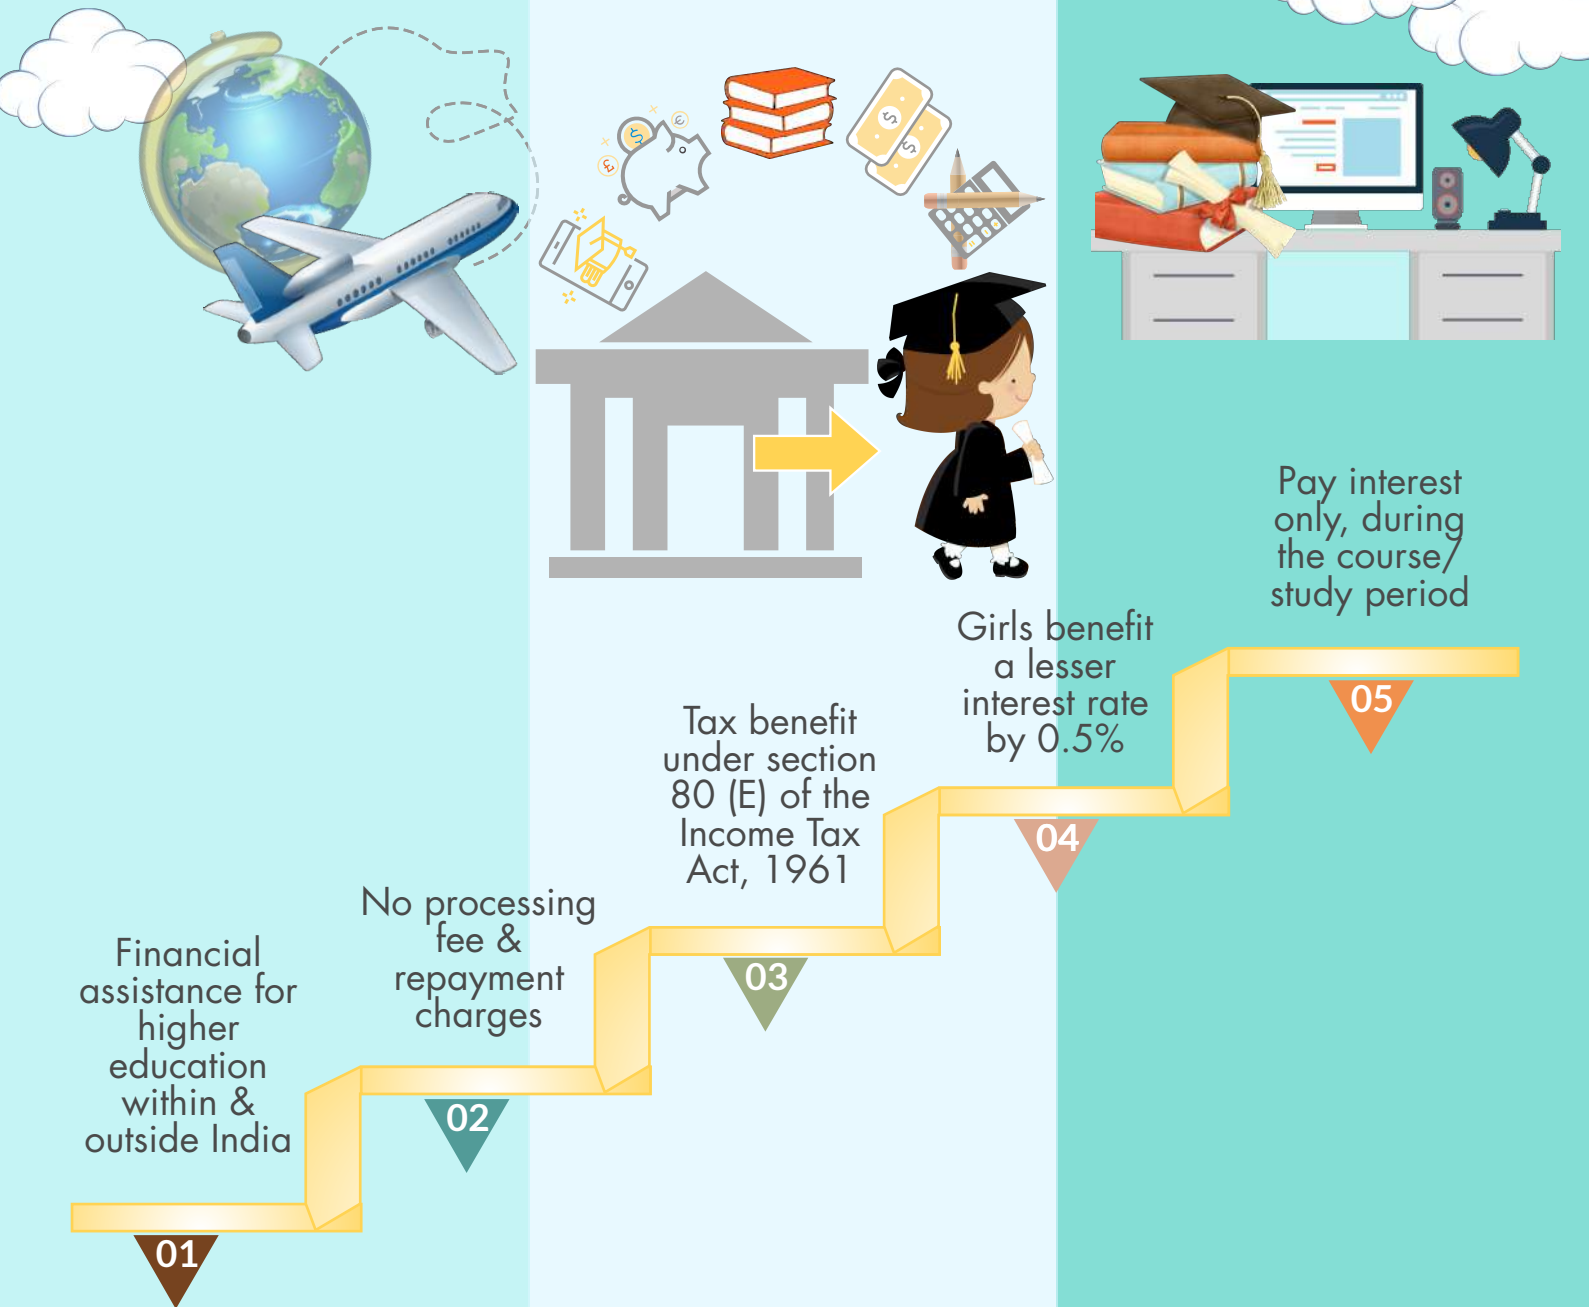 Financial
assistance for
higher
education
within &
outside India
01
No processing
fee &
repayment
charges
02
Tax benefit
under section
80 (E) of the
Income Tax
Act, 1961
03
Girls benefit
a lesser
interest rate
by 0.5%
04
Pay interest
only, during
the course/
study period
05